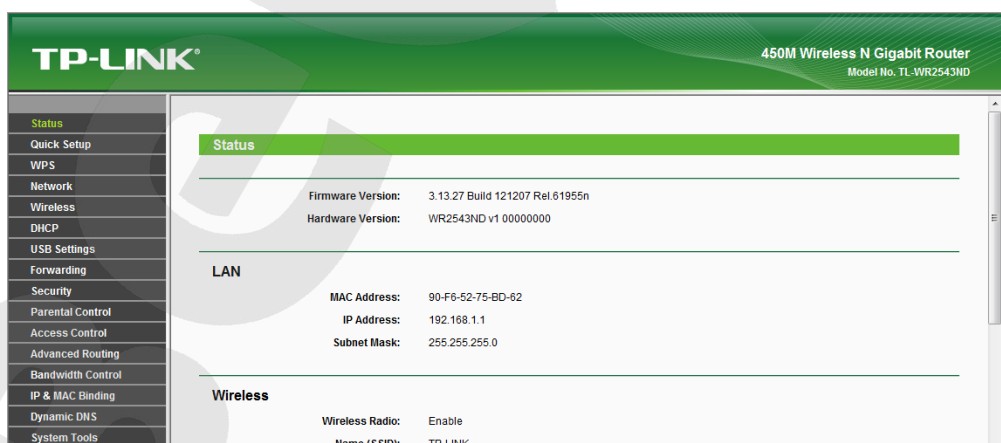 TP-LINK®
450M Wireless N Gigabit Router
Model No. TL-WR2543ND
Status
Quick Setup
WPS
Network
Wireless
DHCP
USB Settings
Forwarding
Security
Parental Control
Access Control
Advanced Routing
Bandwidth Control
IP & MAC Binding
Dynamic DNS
System Tools
Status
Firmware Version: 3.13.27 Build 121207 Rel.61955n
Hardware Version: WR2543ND v1 00000000
LAN
MAC Address: 90-F6-52-75-BD-62
IP Address: 192.168.1.1
Subnet Mask: 255.255.255.0
Wireless
Wireless Radio: Enable
Name (SSID): TP-LINK